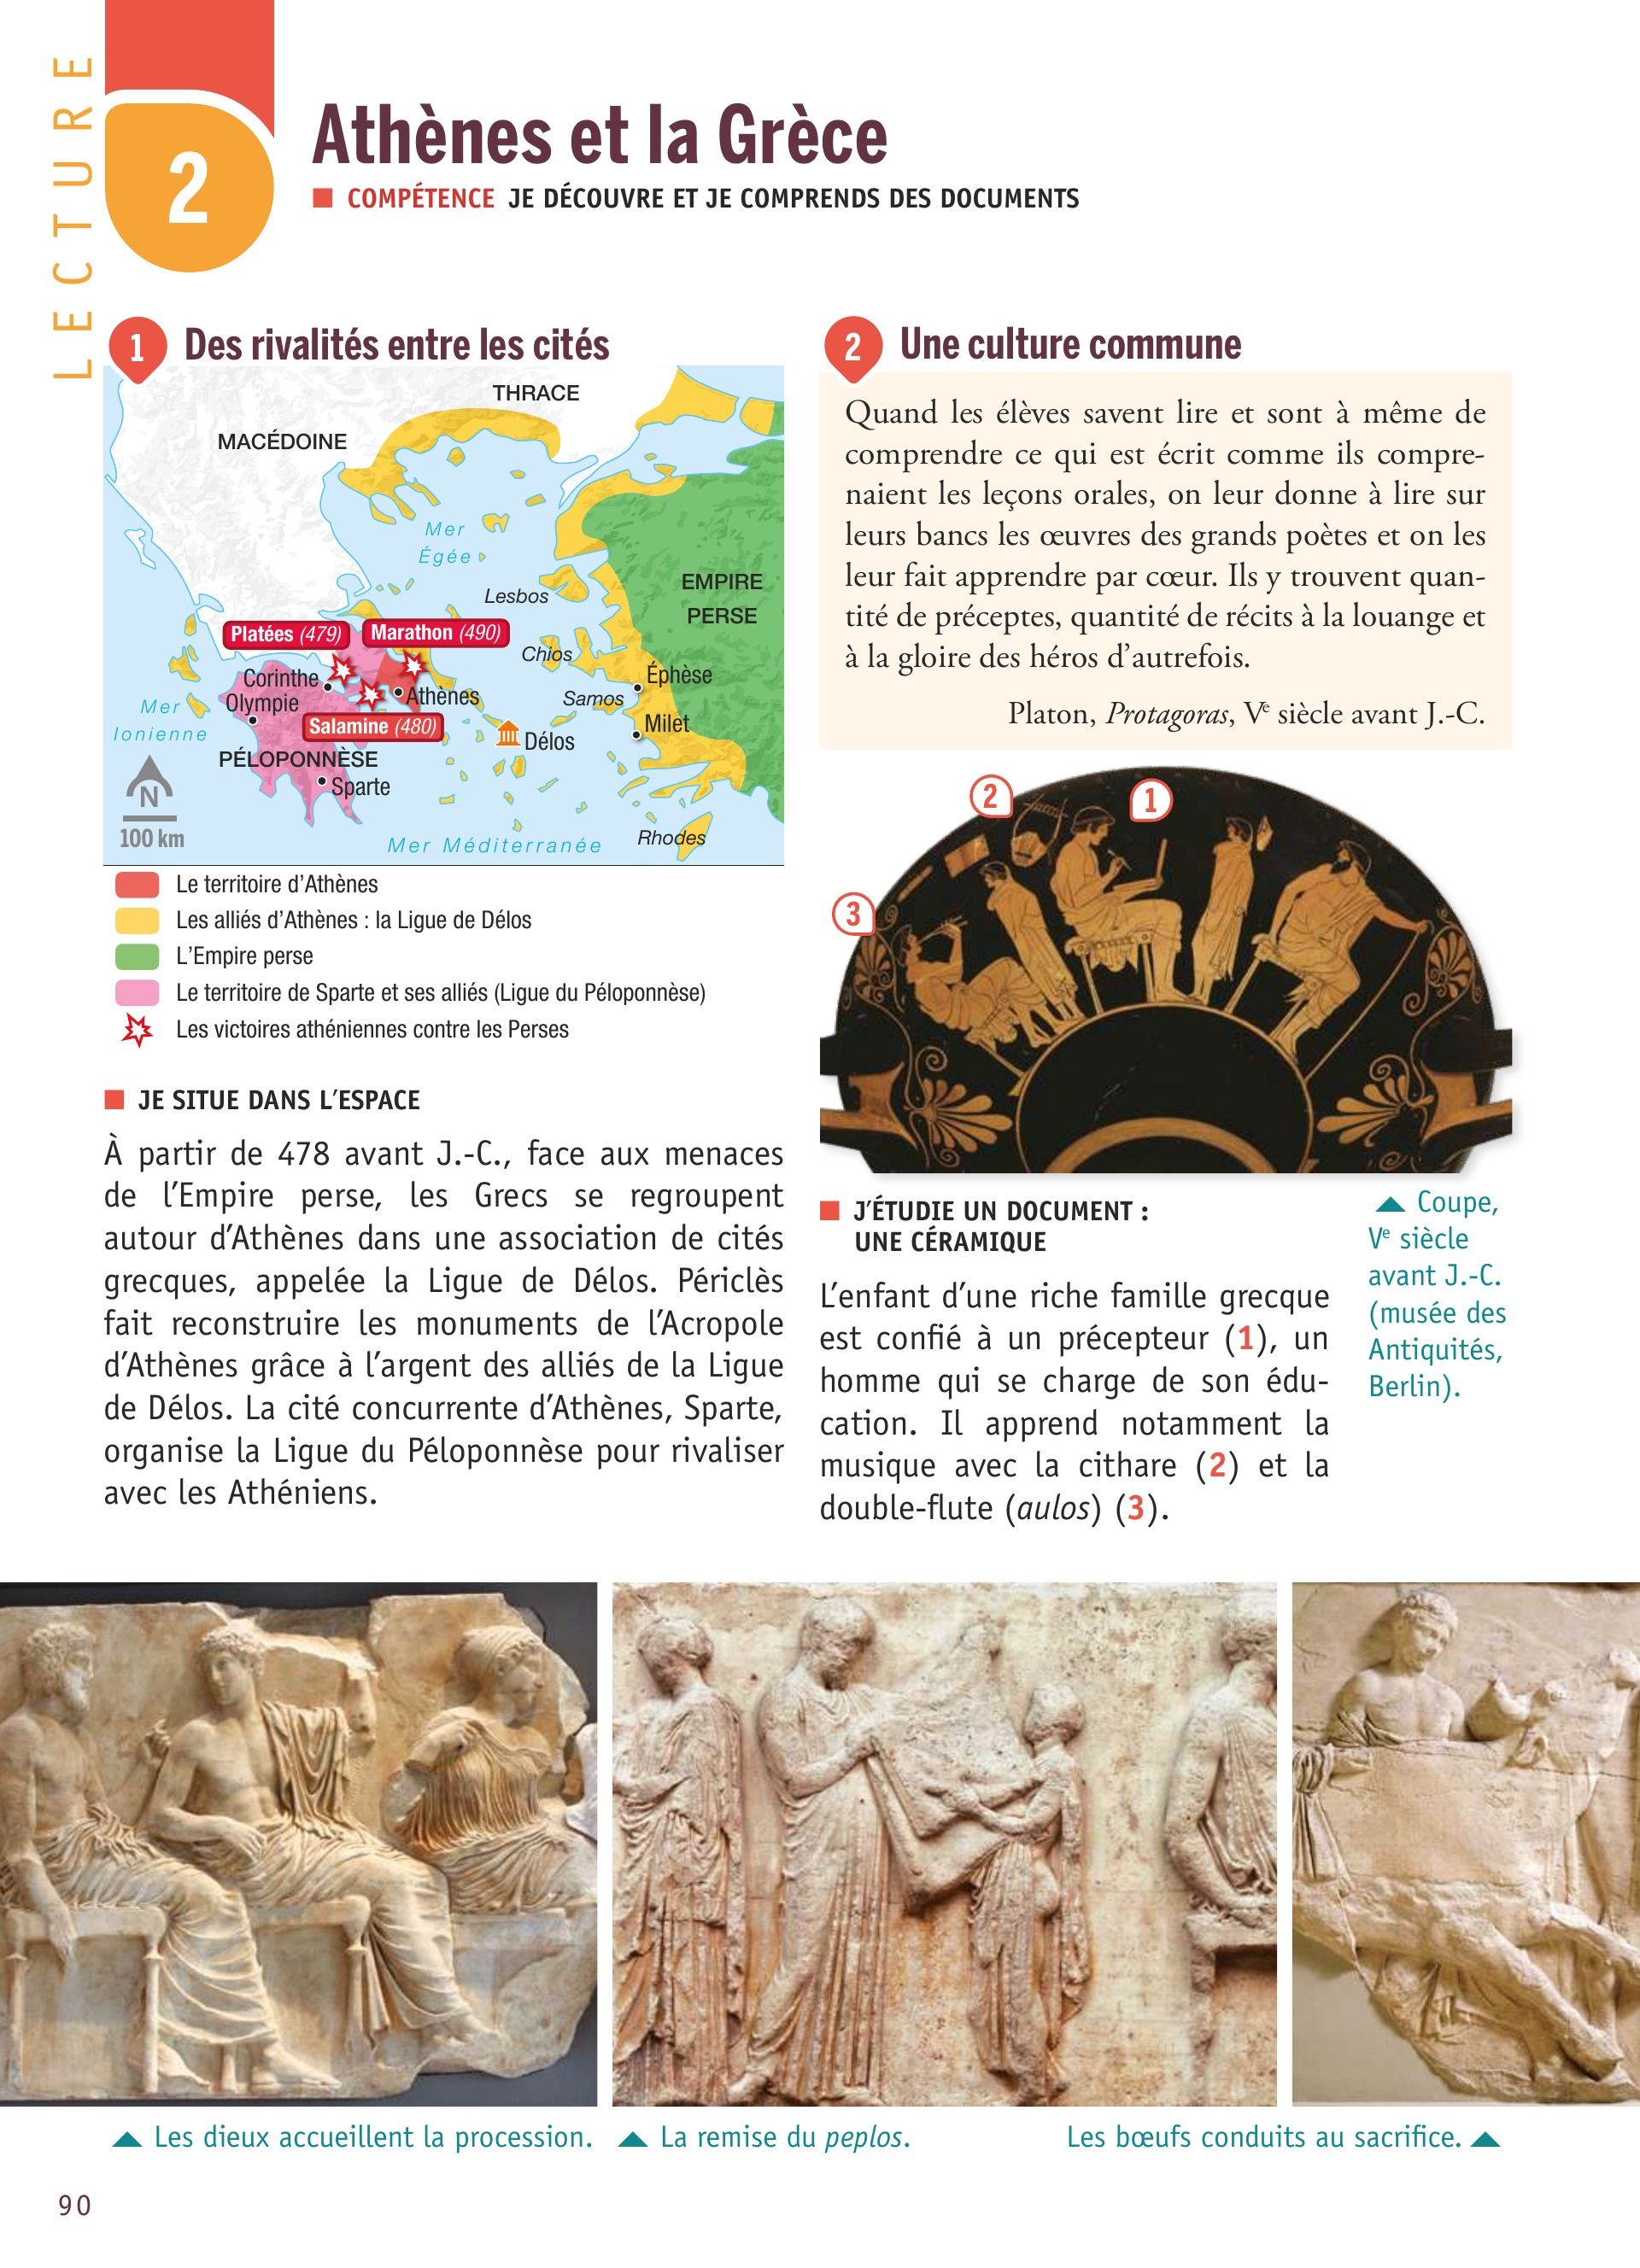 LECTURE
2
Athènes et la Grèce
COMPÉTENCE JE DÉCOUVRE ET JE COMPRENDS DES DOCUMENTS
1 Des rivalités entre les cités
THRACE
MACÉDOINE
Mer
Égée
EMPIRE
PERSE
Lesbos
Platées (479)
Marathon (490)
Chios
Corinthe
Éphèse
Olympie
Athènes
Samos
Mer
Ionienne
Salamine (480)
Milet
Délos
PÉLOPONNÈSE
Sparte
N
100 km
Mer Méditerranée
Rhodes
Le territoire d'Athènes
Les alliés d'Athènes : la Ligue de Délos
L'Empire perse
Le territoire de Sparte et ses alliés (Ligue du Péloponnèse)
Les victoires athéniennes contre les Perses
JE SITUE DANS L'ESPACE
À partir de 478 avant J.-C., face aux menaces
de l'Empire perse, les Grecs se regroupent
autour d'Athènes dans une association de cités
grecques, appelée la Ligue de Délos. Périclès
fait reconstruire les monuments de l'Acropole
d'Athènes grâce à l'argent des alliés de la Ligue
de Délos. La cité concurrente d'Athènes, Sparte,
organise la Ligue du Péloponnèse pour rivaliser
avec les Athéniens.
2 Une culture commune
Quand les élèves savent lire et sont à même de
comprendre ce qui est écrit comme ils compre-
naient les leçons orales, on leur donne à lire sur
leurs bancs les œuvres des grands poètes et on les
leur fait apprendre par cœur. Ils y trouvent quan-
tité de préceptes, quantité de récits à la louange et
à la gloire des héros d'autrefois.
Platon, Protagoras, Ve siècle avant J.-C.
2
1
3
J'ÉTUDIE UN DOCUMENT :
UNE CÉRAMIQUE
L'enfant d'une riche famille grecque
est confié à un précepteur (1), un
homme qui se charge de son édu-
cation. Il apprend notamment la
musique avec la cithare (2) et la
double-flute (aulos) (3).
Coupe,
Ve siècle
avant J.-C.
(musée des
Antiquités,
Berlin).
Les dieux accueillent la procession.
La remise du peplos.
Les bœufs conduits au sacrifice.
90